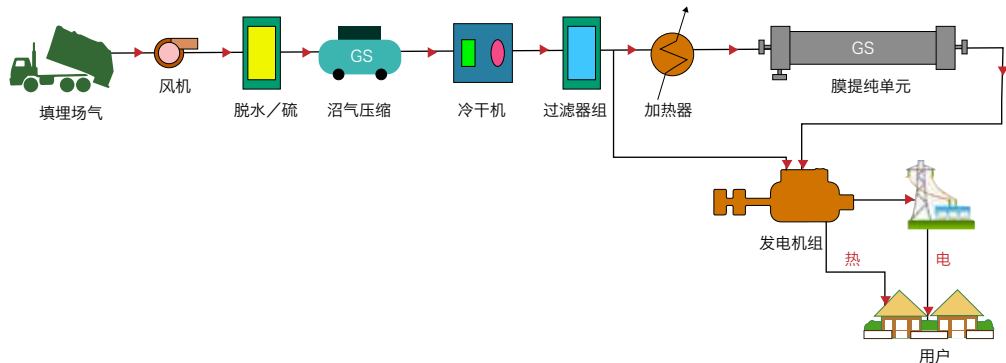 GS
GS
填埋场气
风机
脱水／硫
沼气压缩
冷干机
过滤器组
加热器
膜提纯单元
发电机组
热
电
用户